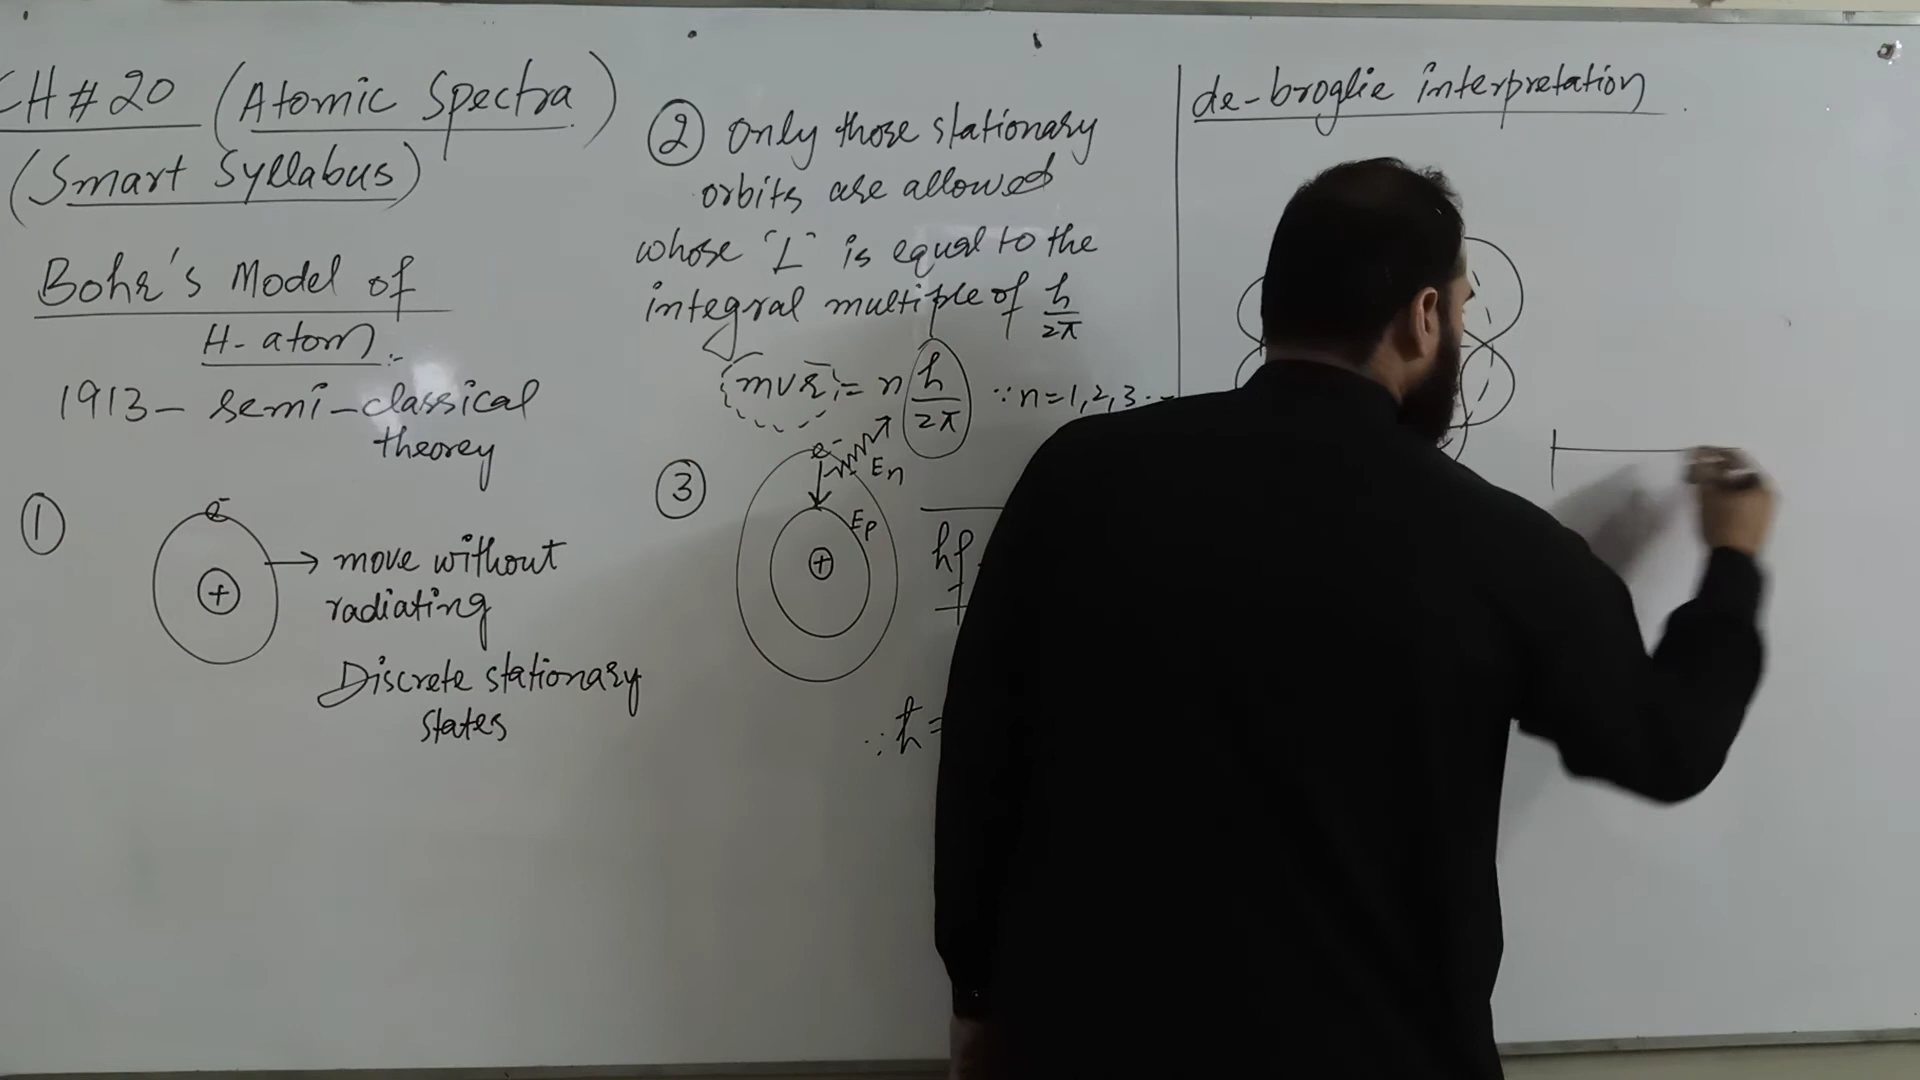 CH # 20 (Atomic Spectra)
(Smart Syllabus)
Bohr's Model of
H-atom :-
1913 - semi-classical
theorey
①
e⁻
+
→ move without
radiating
Discrete stationary
states
② Only those stationary
orbits are allowed
whose "L" is equal to the
integral multiple of h/2π
mvr = n h/2π ∵ n=1,2,3...
③
e⁻
En
Ep
+
hf
∵ ħ =
de-broglie interpretation